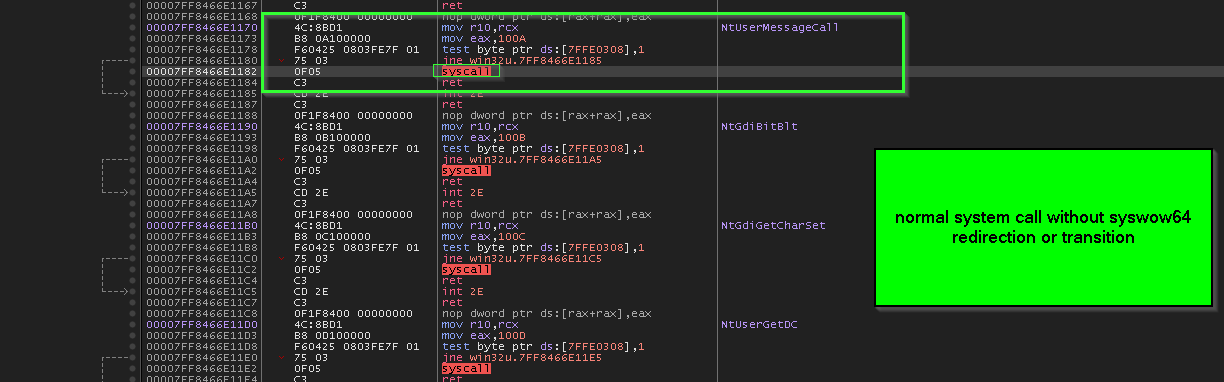 00007FF8466E1167 C3 ret
00007FF8466E1168 0F1F8400 00000000 nop dword ptr ds:[rax+rax],eax
00007FF8466E1170 4C:8BD1 mov r10,rcx NtUserMessageCall
00007FF8466E1173 B8 0A100000 mov eax,100A
00007FF8466E1178 F60425 0803FE7F 01 test byte ptr ds:[7FFE0308],1
00007FF8466E1180 75 03 jne win32u.7FF8466E1185
00007FF8466E1182 0F05 syscall
00007FF8466E1184 C3 ret
00007FF8466E1185 CD 2E int 2E
00007FF8466E1187 C3 ret
00007FF8466E1188 0F1F8400 00000000 nop dword ptr ds:[rax+rax],eax
00007FF8466E1190 4C:8BD1 mov r10,rcx NtGdiBitBlt
00007FF8466E1193 B8 0B100000 mov eax,100B
00007FF8466E1198 F60425 0803FE7F 01 test byte ptr ds:[7FFE0308],1
00007FF8466E11A0 75 03 jne win32u.7FF8466E11A5
00007FF8466E11A2 0F05 syscall
00007FF8466E11A4 C3 ret
00007FF8466E11A5 CD 2E int 2E
00007FF8466E11A7 C3 ret
00007FF8466E11A8 0F1F8400 00000000 nop dword ptr ds:[rax+rax],eax
00007FF8466E11B0 4C:8BD1 mov r10,rcx NtGdiGetCharSet
00007FF8466E11B3 B8 0C100000 mov eax,100C
00007FF8466E11B8 F60425 0803FE7F 01 test byte ptr ds:[7FFE0308],1
00007FF8466E11C0 75 03 jne win32u.7FF8466E11C5
00007FF8466E11C2 0F05 syscall
00007FF8466E11C4 C3 ret
00007FF8466E11C5 CD 2E int 2E
00007FF8466E11C7 C3 ret
00007FF8466E11C8 0F1F8400 00000000 nop dword ptr ds:[rax+rax],eax
00007FF8466E11D0 4C:8BD1 mov r10,rcx NtUserGetDC
00007FF8466E11D3 B8 0D100000 mov eax,100D
00007FF8466E11D8 F60425 0803FE7F 01 test byte ptr ds:[7FFE0308],1
00007FF8466E11E0 75 03 jne win32u.7FF8466E11E5
00007FF8466E11E2 0F05 syscall
00007FF8466E11E4 C3 ret
normal system call without syswow64
redirection or transition